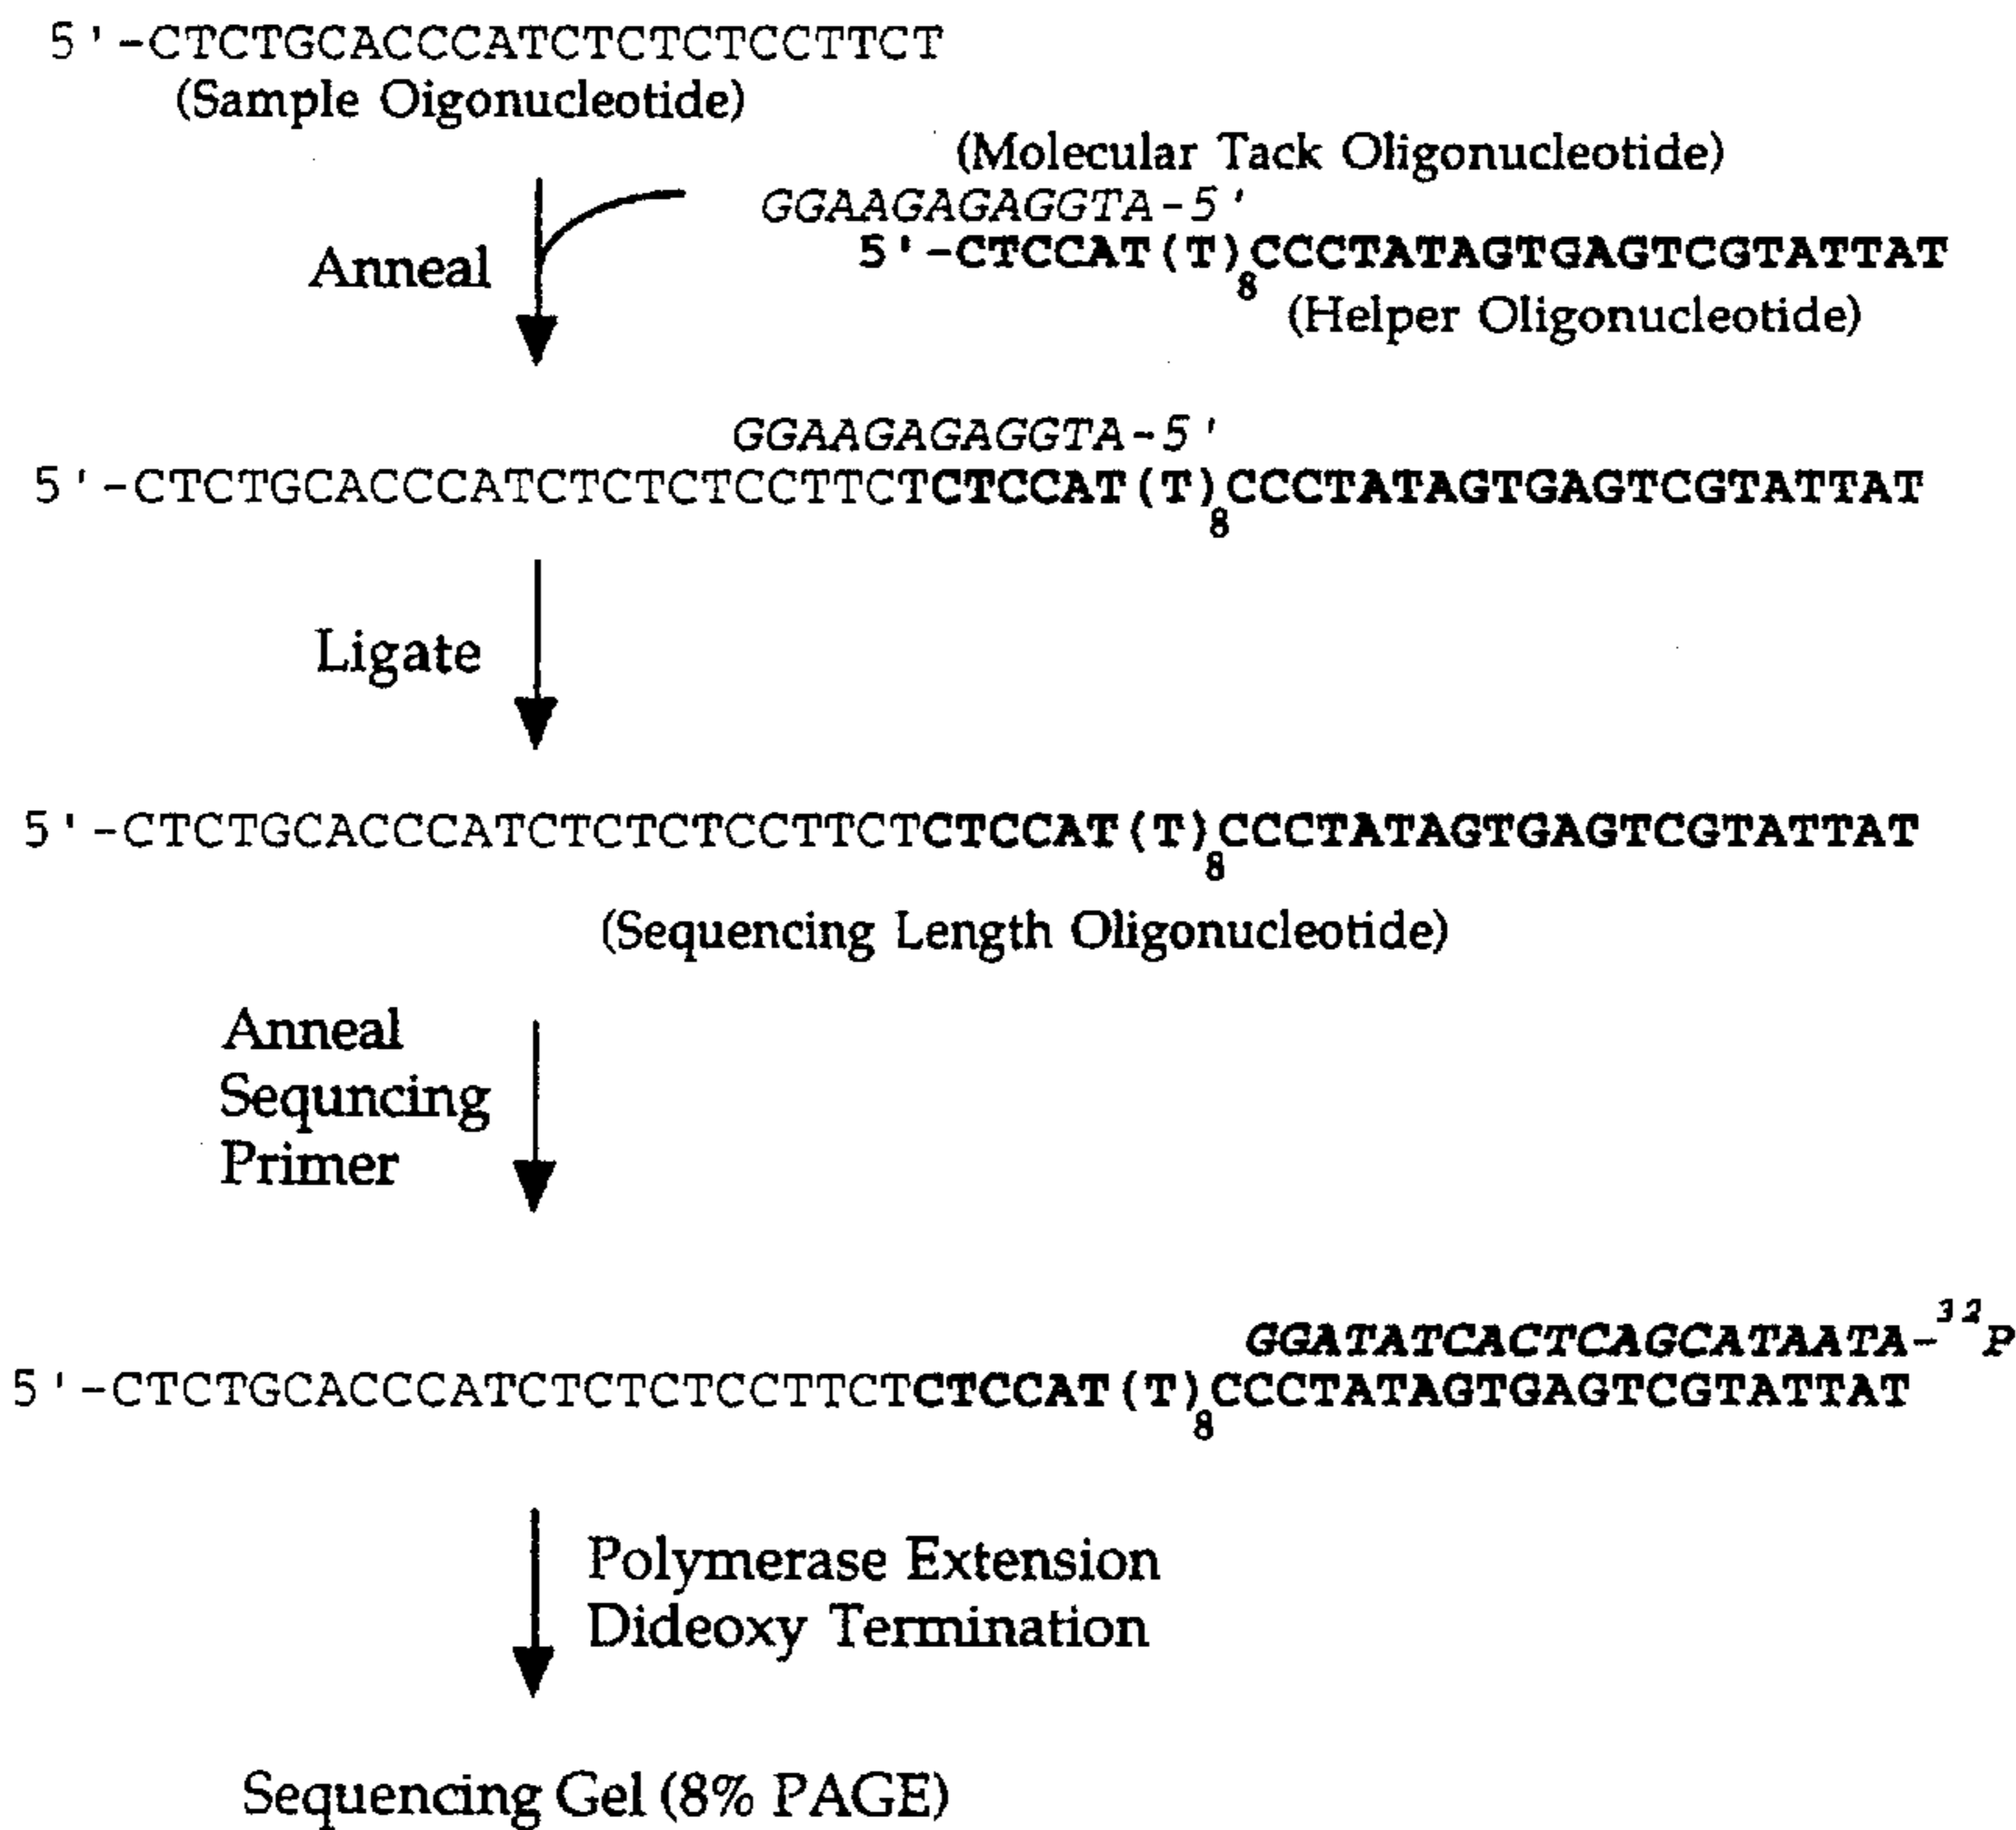 5'-CTCTGCACCCATCTCTCTCCTTCT
(Sample Oigonucleotide)
(Molecular Tack Oligonucleotide)
GGAAGAGAGGTA-5'
5'-CTCCAT(T)8CCCTATAGTGAGTCGTATTAT
Anneal
(Helper Oligonucleotide)
GGAAGAGAGGTA-5'
5'-CTCTGCACCCATCTCTCTCCTTCTCTCCAT(T)8CCCTATAGTGAGTCGTATTAT
Ligate
5'-CTCTGCACCCATCTCTCTCCTTCTCTCCAT(T)8CCCTATAGTGAGTCGTATTAT
(Sequencing Length Oligonucleotide)
Anneal
Sequncing
Primer
GGATATCACTCAGCATAATA-32P
5'-CTCTGCACCCATCTCTCTCCTTCTCTCCAT(T)8CCCTATAGTGAGTCGTATTAT
Polymerase Extension
Dideoxy Termination
Sequencing Gel (8% PAGE)